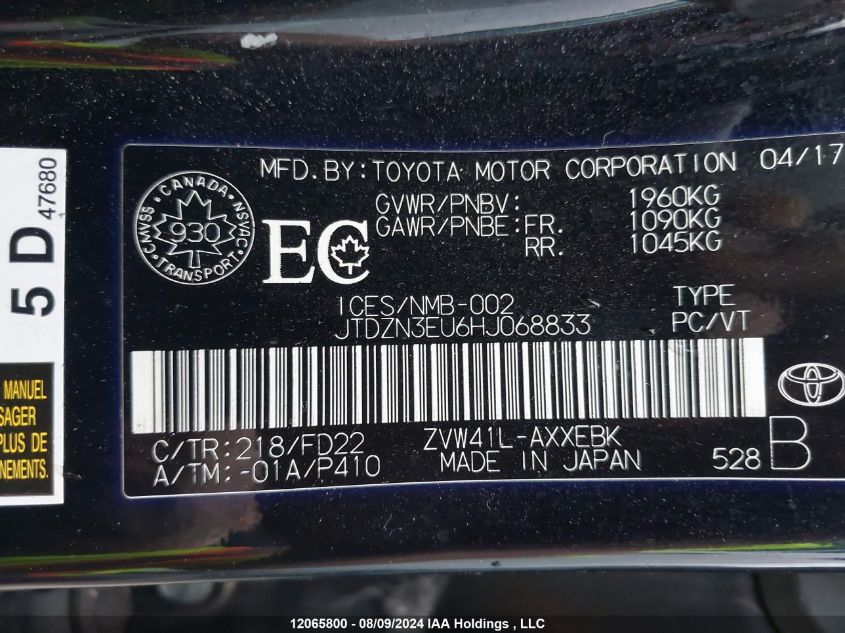 MFD.BY:TOYOTA MOTOR CORPORATION 04/17
GVWR/PNBV: 1960KG
GAWR/PNBE:FR. 1090KG
RR. 1045KG
CANADA
CMVSS 930 NSVAC
TRANSPORT
EC
ICES/NMB-002
JTDZN3EU6HJ068833
TYPE
PC/VT
C/TR:218/FD22 ZVW41L-AXXEBK
A/TM:-01A/P410 MADE IN JAPAN 528 B
5 D
47680
MANUEL
SAGER
PLUS DE
NEMENTS.
12065800 - 08/09/2024 IAA Holdings , LLC